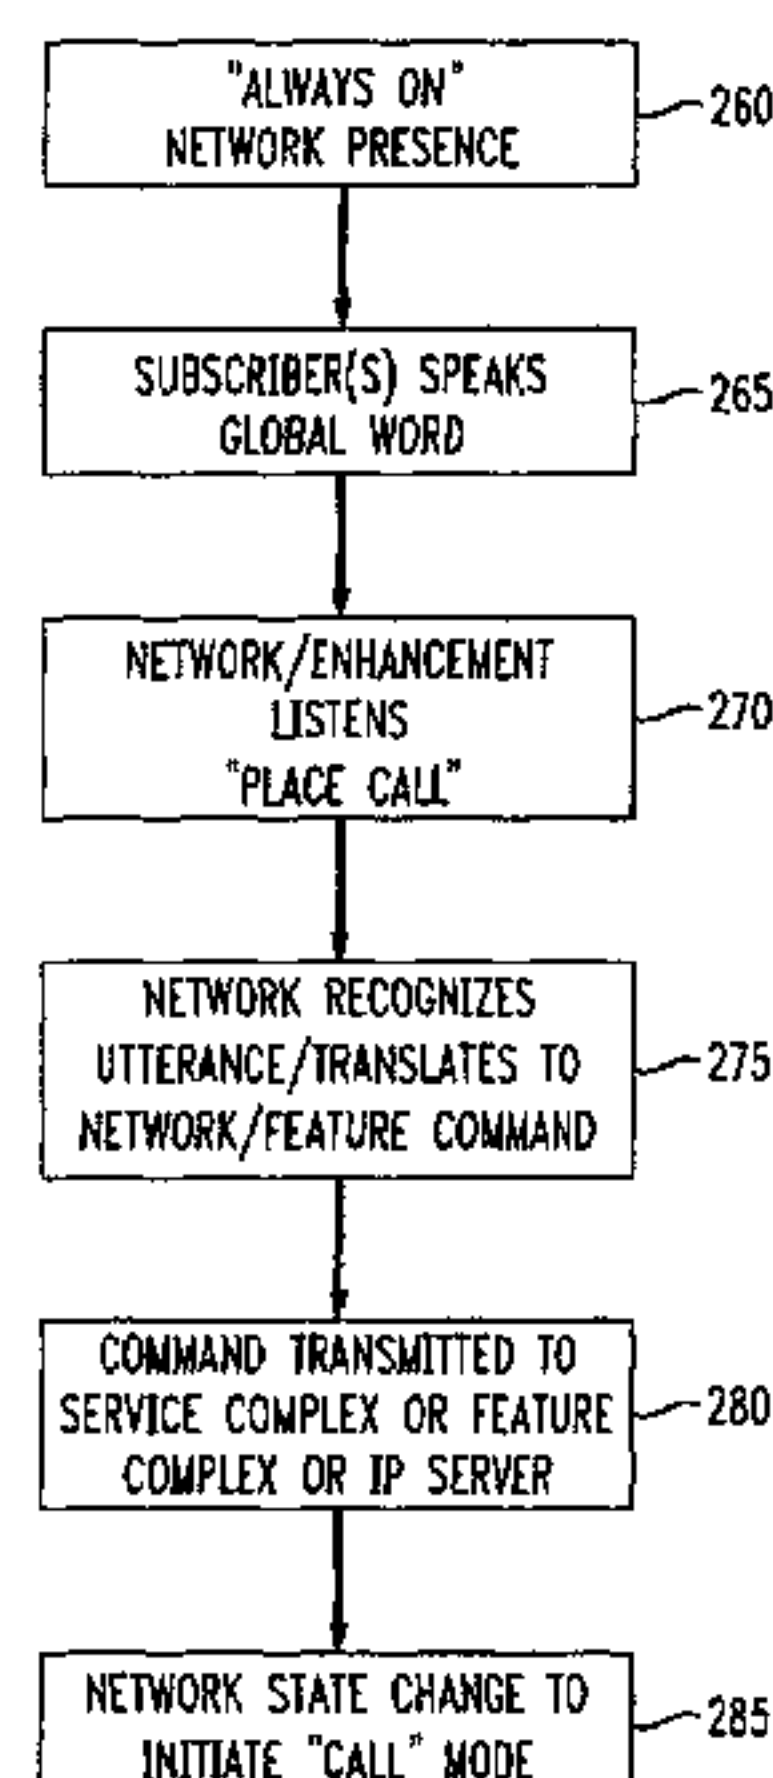 "ALWAYS ON"
NETWORK PRESENCE
260
SUBSCRIBER(S) SPEAKS
GLOBAL WORD
265
NETWORK/ENHANCEMENT
LISTENS
"PLACE CALL"
270
NETWORK RECOGNIZES
UTTERANCE/TRANSLATES TO
NETWORK/FEATURE COMMAND
275
COMMAND TRANSMITTED TO
SERVICE COMPLEX OR FEATURE
COMPLEX OR IP SERVER
280
NETWORK STATE CHANGE TO
INITIATE "CALL" MODE
285